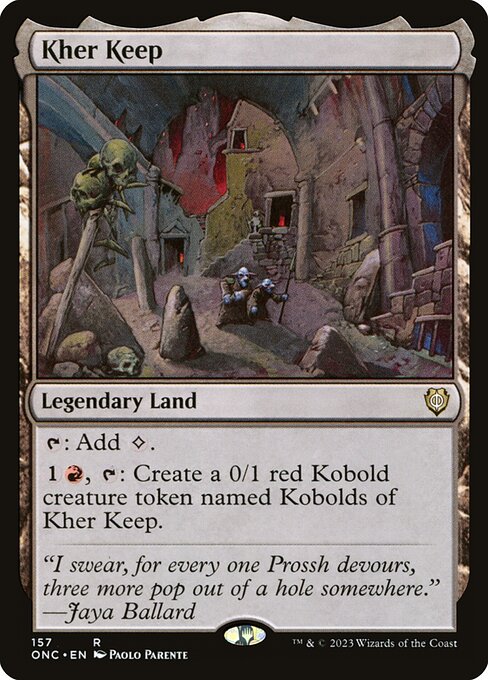 Kher Keep
Legendary Land
: Add .
1 , : Create a 0/1 red Kobold
creature token named Kobolds of
Kher Keep.
“I swear, for every one Prossh devours,
three more pop out of a hole somewhere.”
—Jaya Ballard
157 R
ONC • EN Paolo Parente
™ & © 2023 Wizards of the Coast